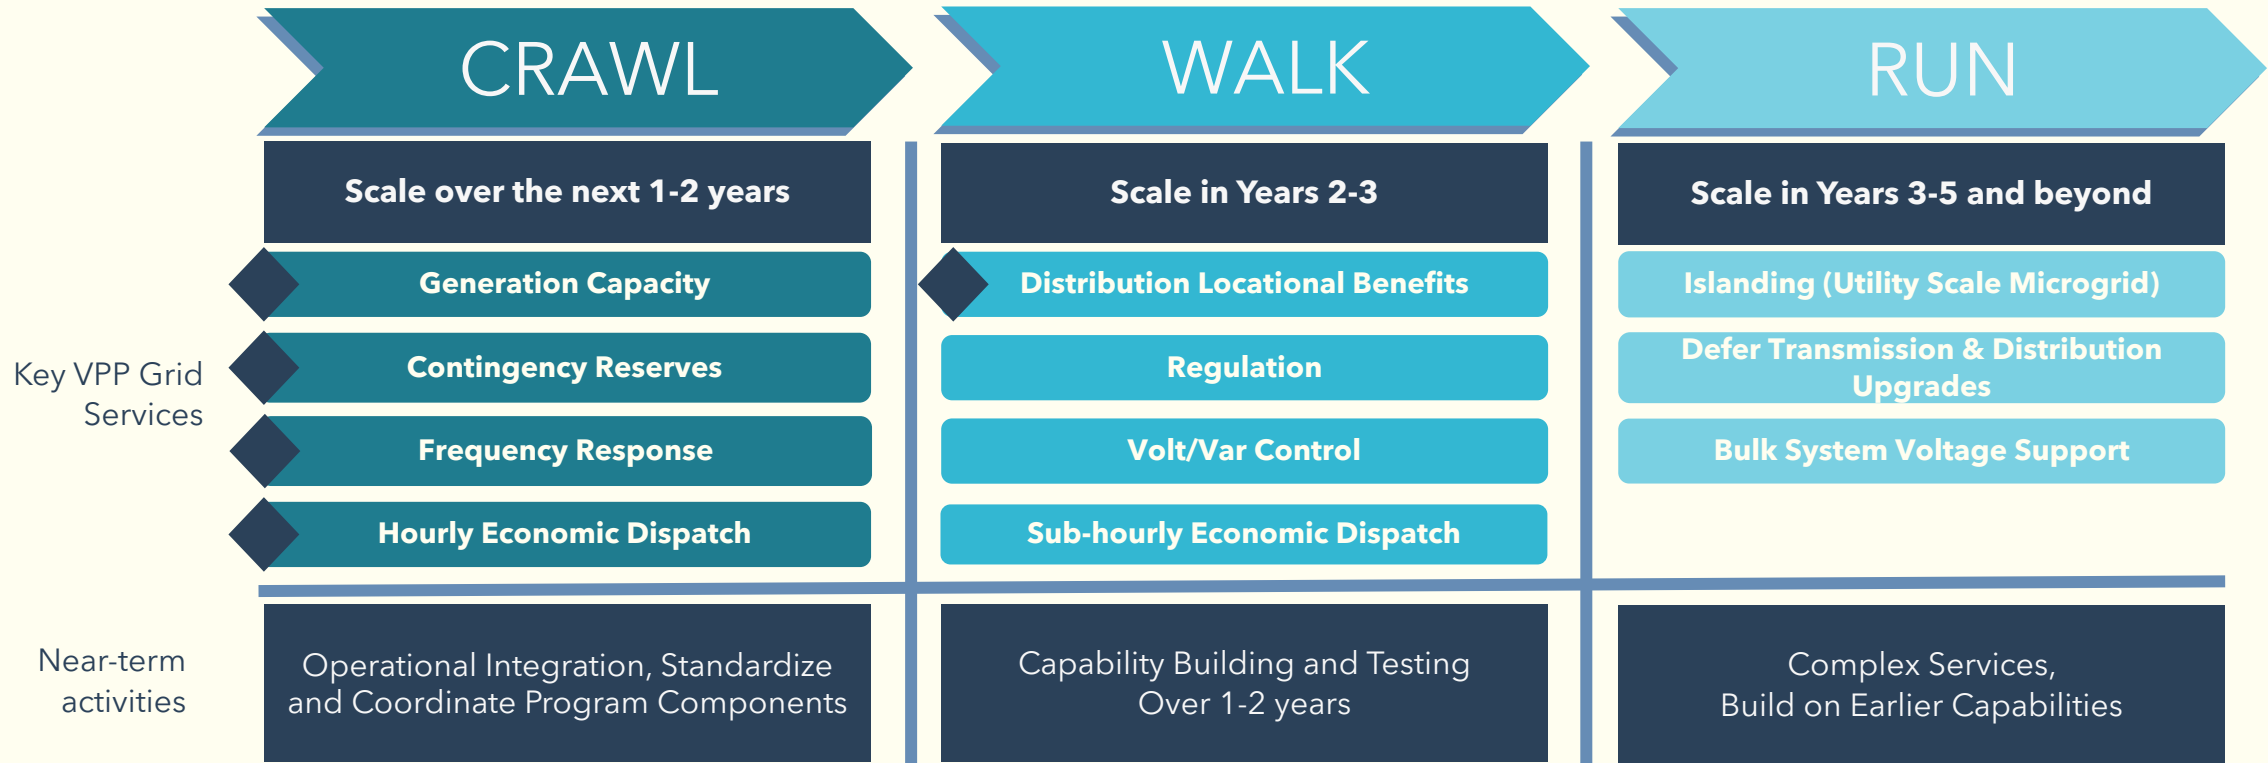 CRAWL
WALK
RUN
Scale over the next 1-2 years
Scale in Years 2-3
Scale in Years 3-5 and beyond
Key VPP Grid
Services
Generation Capacity
Contingency Reserves
Frequency Response
Hourly Economic Dispatch
Distribution Locational Benefits
Regulation
Volt/Var Control
Sub-hourly Economic Dispatch
Islanding (Utility Scale Microgrid)
Defer Transmission & Distribution
Upgrades
Bulk System Voltage Support
Near-term
activities
Operational Integration, Standardize
and Coordinate Program Components
Capability Building and Testing
Over 1-2 years
Complex Services,
Build on Earlier Capabilities